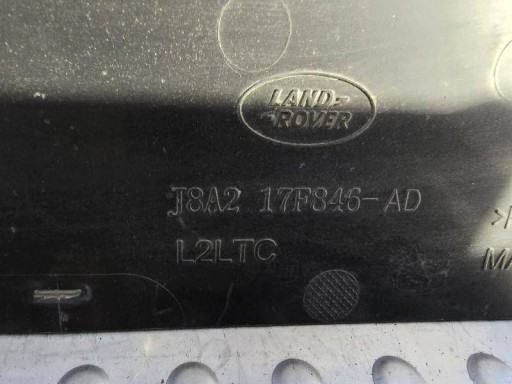 LAND-
ROVER
J8A2 17F846-AD
L2LTC